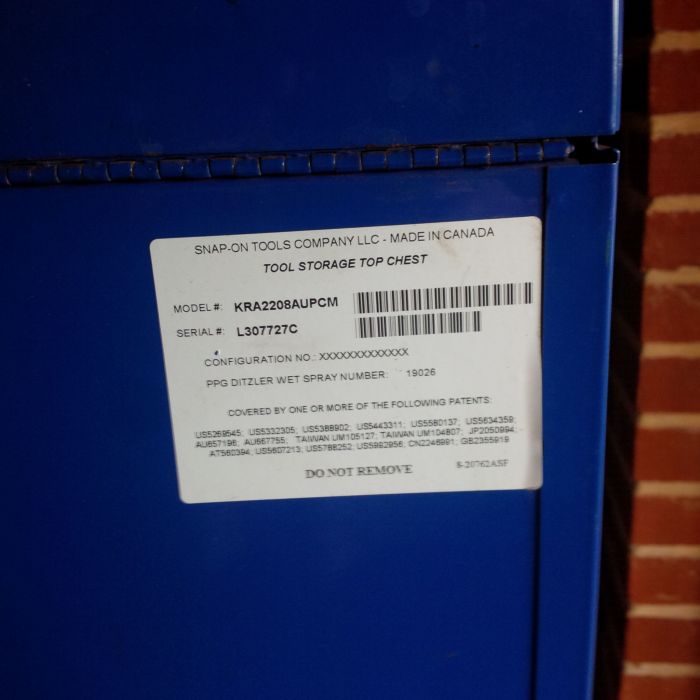 SNAP-ON TOOLS COMPANY LLC - MADE IN CANADA
TOOL STORAGE TOP CHEST
MODEL #: KRA2208AUPCM
SERIAL #: L307727C
CONFIGURATION NO.: XXXXXXXXXXXXX
PPG DITZLER WET SPRAY NUMBER: 19026
COVERED BY ONE OR MORE OF THE FOLLOWING PATENTS:
US5269545; US5332305; US5388902; US5443311; US5580137; US5634359;
AU657196; AU667755; TAIWAN UM105127; TAIWAN UM104807; JP2050994;
AT560394; US5607213; US5788252; US5992956; CN2246991; GB2355919
DO NOT REMOVE
8-20762ASF